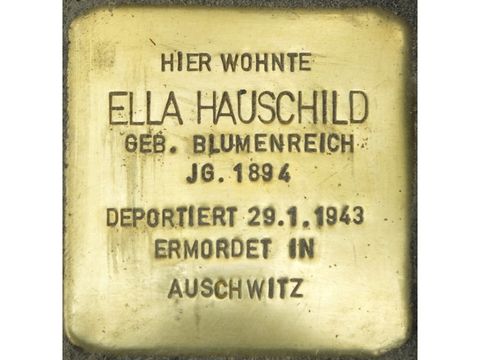 HIER WOHNTE
ELLA HAUSCHILD
GEB. BLUMENREICH
JG. 1894
DEPORTIERT 29.1.1943
ERMORDET IN
AUSCHWITZ